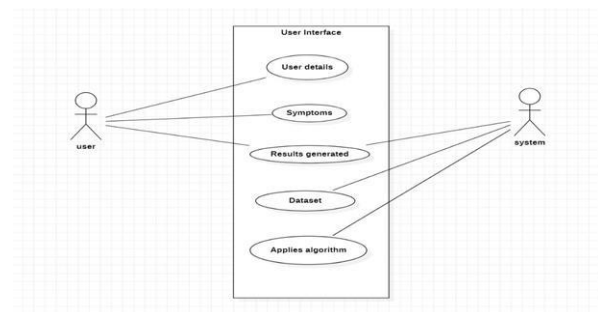 User Interface
User details
Symptoms
user
system
Results generated
Dataset
Applies algorithm